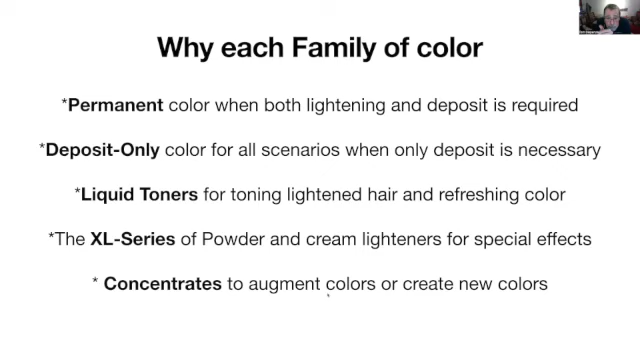 Why each Family of color
*Permanent color when both lightening and deposit is required
*Deposit-Only color for all scenarios when only deposit is necessary
*Liquid Toners for toning lightened hair and refreshing color
*The XL-Series of Powder and cream lighteners for special effects
* Concentrates to augment colors or create new colors